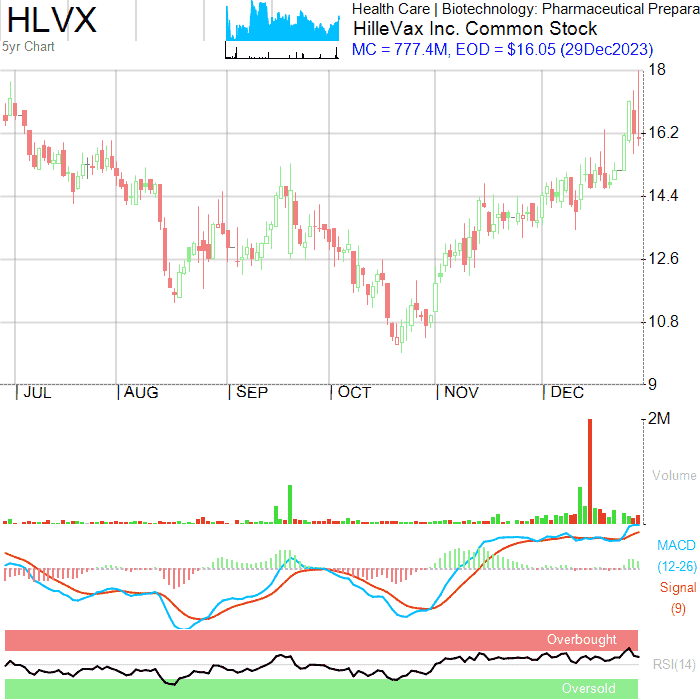 HLVX
5yr Chart
Health Care | Biotechnology: Pharmaceutical Prepara
HilleVax Inc. Common Stock
MC = 777.4M, EOD = $16.05 (29Dec2023)
18
16.2
14.4
12.6
10.8
9
JUL AUG SEP OCT NOV DEC
2M
Volume
MACD
(12-26)
Signal
(9)
Overbought
RSI(14)
Oversold